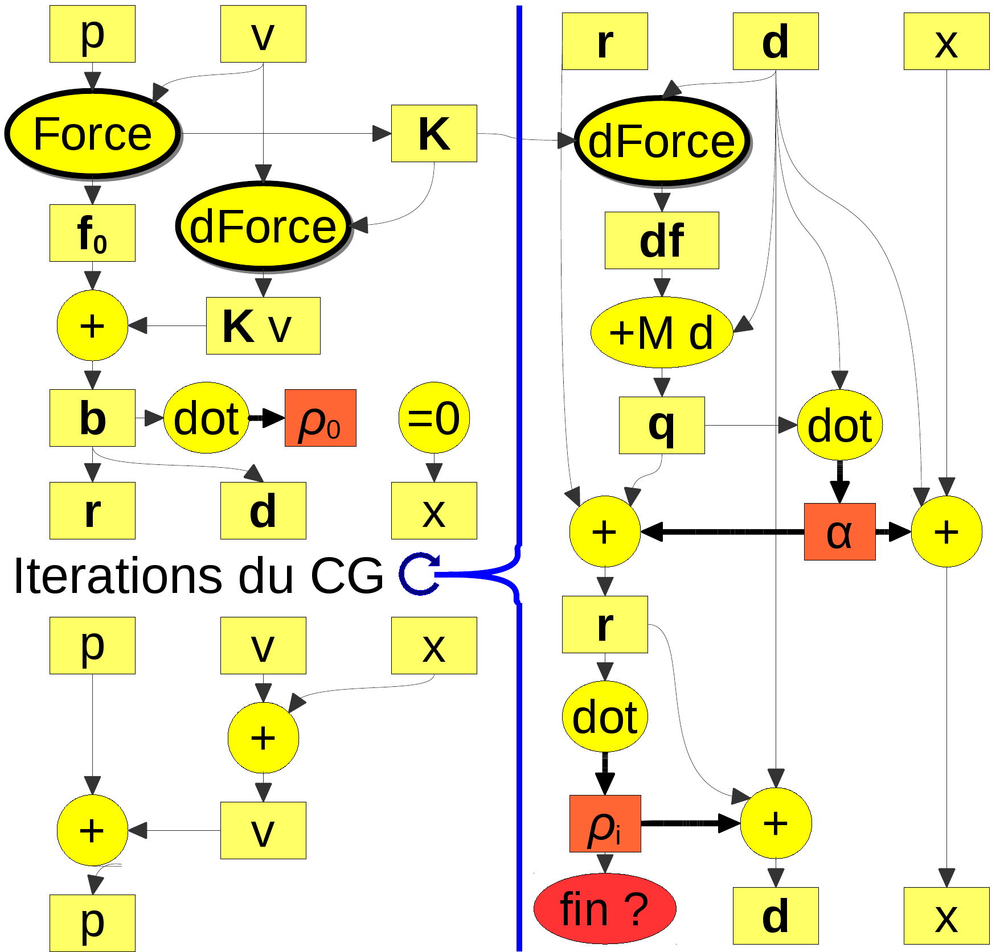 p v
Force K
dForce
f₀
+ K v
b dot ρ₀ =0
r d x
Iterations du CG
p v x
+
+ v
p
r d x
dForce
df
+M d
q dot
+ α +
r
dot
ρᵢ +
fin ? d x